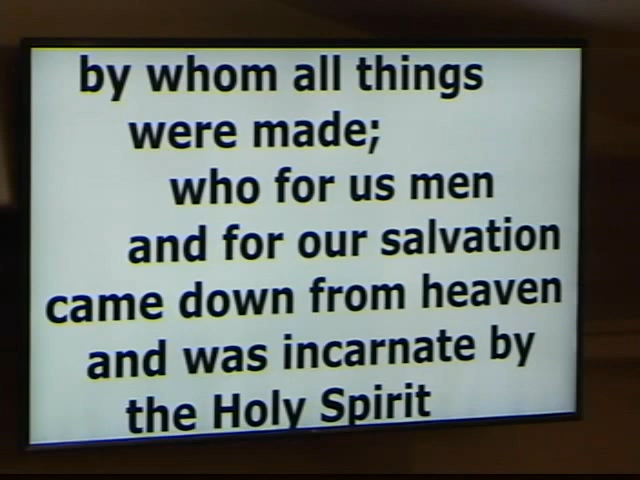 by whom all things
were made;
who for us men
and for our salvation
came down from heaven
and was incarnate by
the Holy Spirit